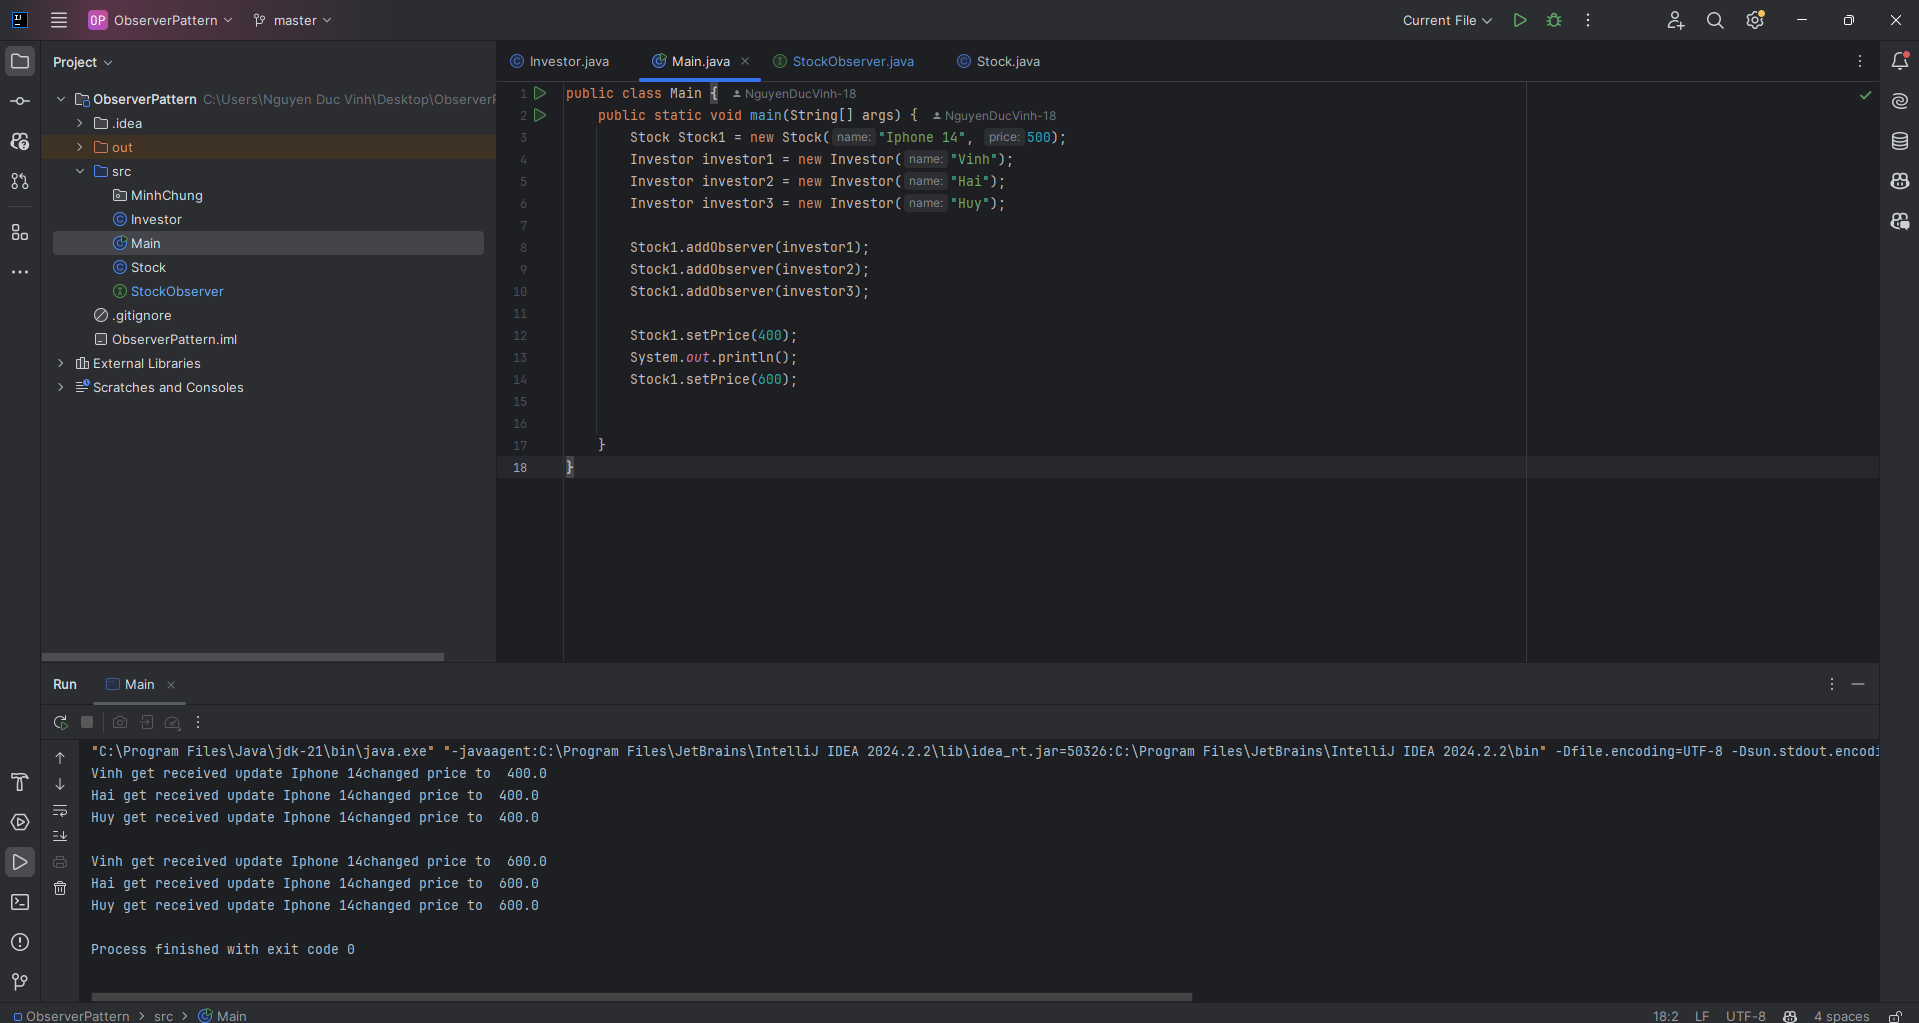 OP ObserverPattern master Current File
Project
Investor.java Main.java StockObserver.java Stock.java
ObserverPattern C:\Users\Nguyen Duc Vinh\Desktop\ObserverP
.idea
out
src
MinhChung
Investor
Main
Stock
StockObserver
.gitignore
ObserverPattern.iml
External Libraries
Scratches and Consoles
1 public class Main { NguyenDucVinh-18
2 public static void main(String[] args) { NguyenDucVinh-18
3 Stock Stock1 = new Stock( name: "Iphone 14", price: 500);
4 Investor investor1 = new Investor( name: "Vinh");
5 Investor investor2 = new Investor( name: "Hai");
6 Investor investor3 = new Investor( name: "Huy");
7
8 Stock1.addObserver(investor1);
9 Stock1.addObserver(investor2);
10 Stock1.addObserver(investor3);
11
12 Stock1.setPrice(400);
13 System.out.println();
14 Stock1.setPrice(600);
15
16
17 }
18 }
Run Main
"C:\Program Files\Java\jdk-21\bin\java.exe" "-javaagent:C:\Program Files\JetBrains\IntelliJ IDEA 2024.2.2\lib\idea_rt.jar=50326:C:\Program Files\JetBrains\IntelliJ IDEA 2024.2.2\bin" -Dfile.encoding=UTF-8 -Dsun.stdout.encodi
Vinh get received update Iphone 14changed price to  400.0
Hai get received update Iphone 14changed price to  400.0
Huy get received update Iphone 14changed price to  400.0
Vinh get received update Iphone 14changed price to  600.0
Hai get received update Iphone 14changed price to  600.0
Huy get received update Iphone 14changed price to  600.0
Process finished with exit code 0
ObserverPattern > src > Main 18:2 LF UTF-8 4 spaces